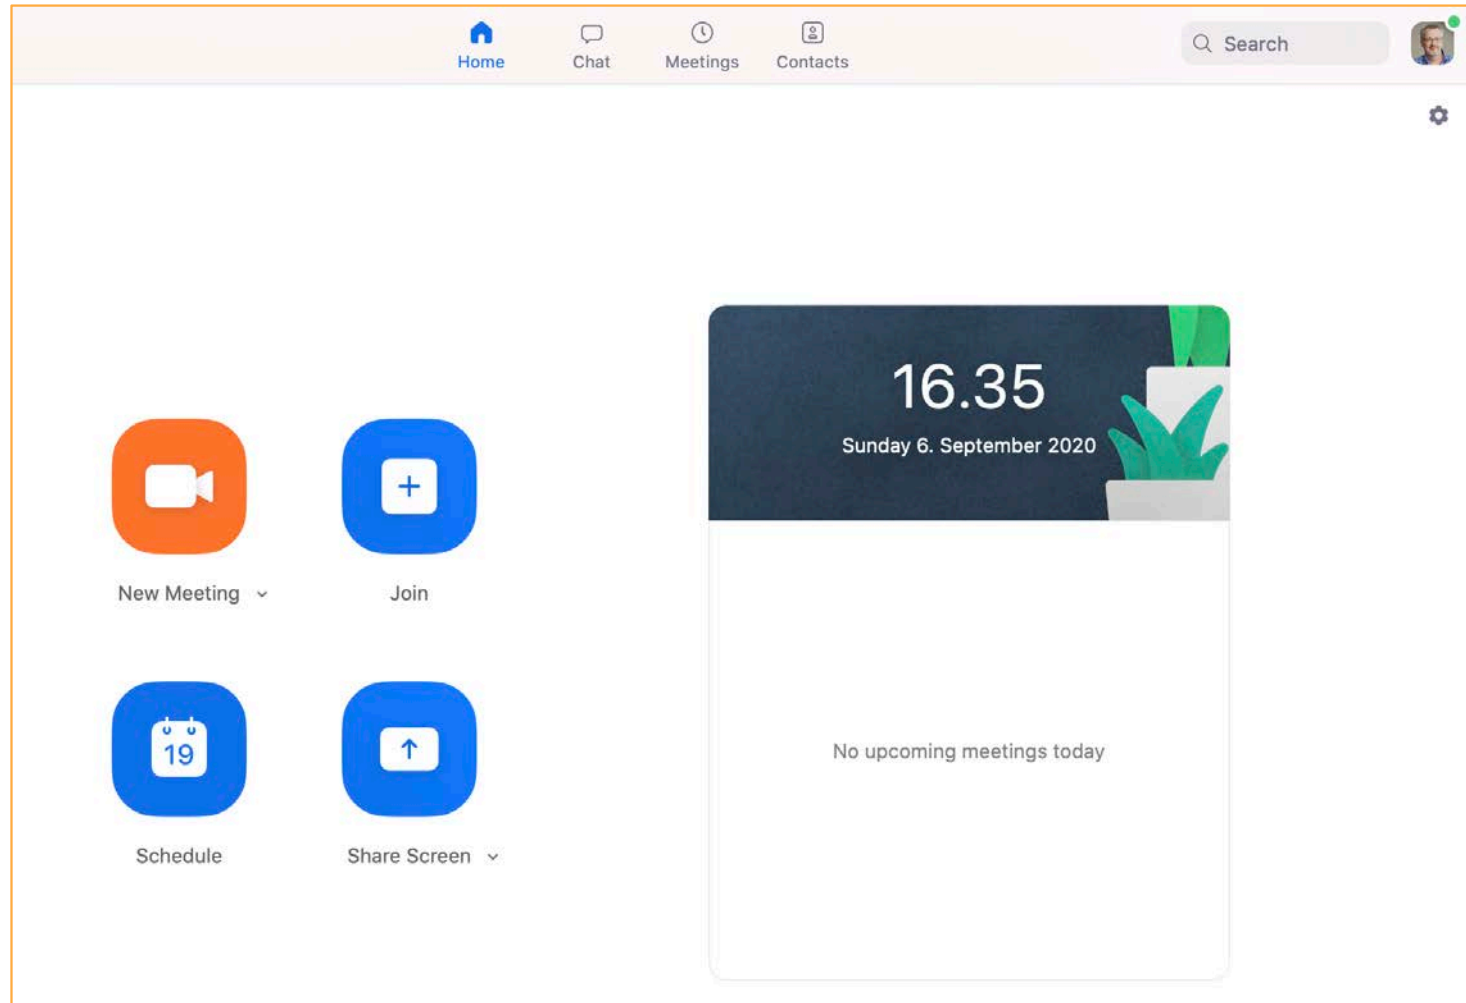 Home Chat Meetings Contacts
Search
16.35
Sunday 6. September 2020
New Meeting
Join
19
Schedule
Share Screen
No upcoming meetings today